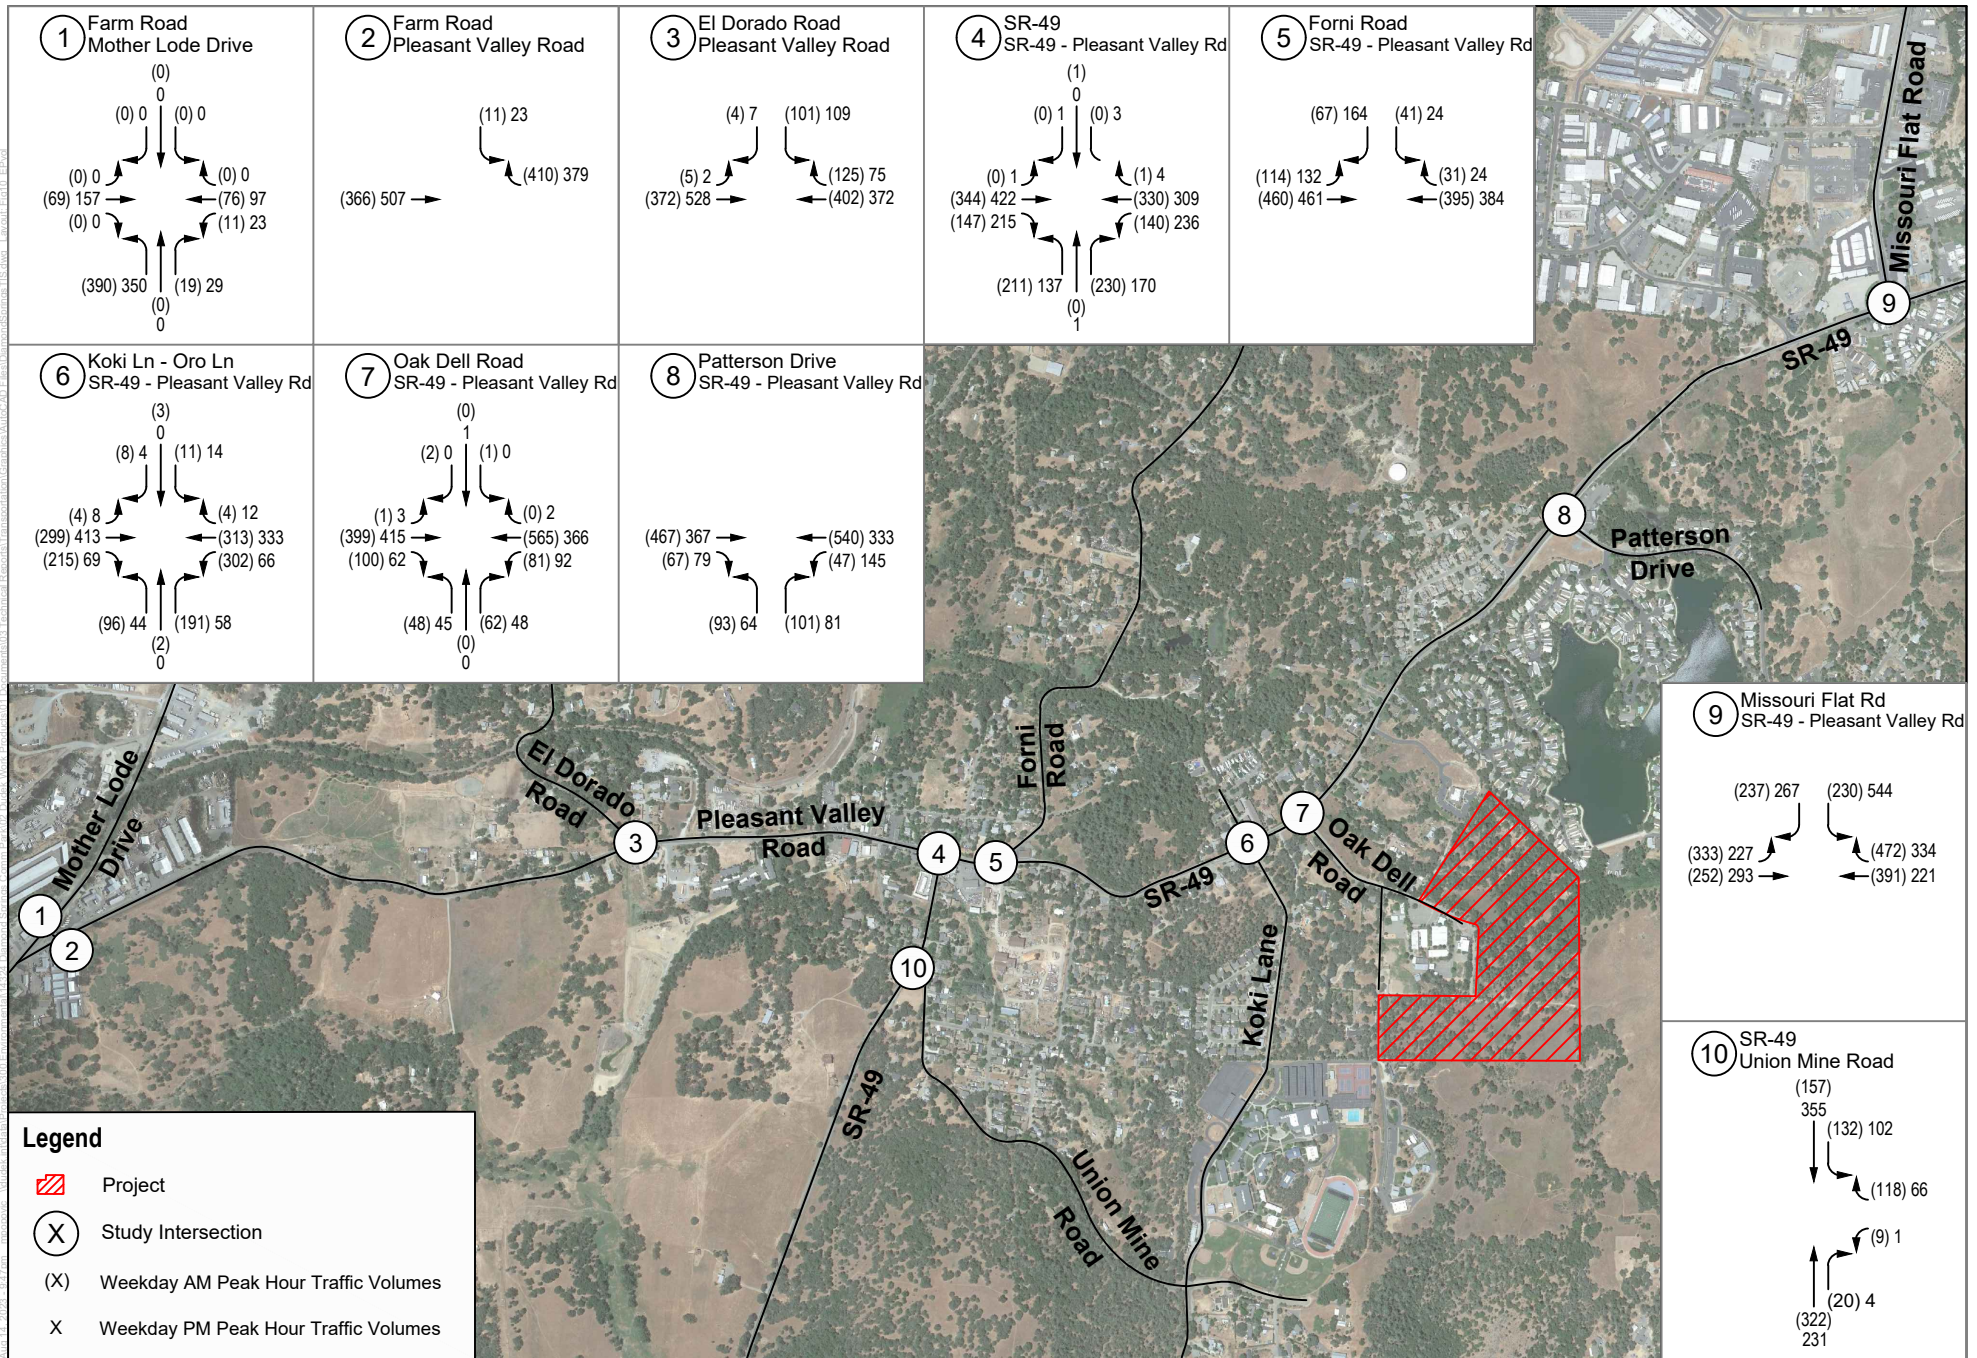 1
Farm Road
Mother Lode Drive
(0)
0
(0) 0
(0) 0
(0) 0
(0) 0
(69) 157
(76) 97
(0) 0
(11) 23
(390) 350
(19) 29
(0)
0
2
Farm Road
Pleasant Valley Road
(11) 23
(410) 379
(366) 507
3
El Dorado Road
Pleasant Valley Road
(4) 7
(101) 109
(5) 2
(125) 75
(372) 528
(402) 372
4
SR-49
SR-49 - Pleasant Valley Rd
(1)
0
(0) 1
(0) 3
(0) 1
(1) 4
(344) 422
(330) 309
(147) 215
(140) 236
(211) 137
(230) 170
(0)
1
5
Forni Road
SR-49 - Pleasant Valley Rd
(67) 164
(41) 24
(114) 132
(31) 24
(460) 461
(395) 384
6
Koki Ln - Oro Ln
SR-49 - Pleasant Valley Rd
(3)
0
(8) 4
(11) 14
(4) 8
(4) 12
(299) 413
(313) 333
(215) 69
(302) 66
(96) 44
(191) 58
(2)
0
7
Oak Dell Road
SR-49 - Pleasant Valley Rd
(0)
1
(2) 0
(1) 0
(1) 3
(0) 2
(399) 415
(565) 366
(100) 62
(81) 92
(48) 45
(62) 48
(0)
0
8
Patterson Drive
SR-49 - Pleasant Valley Rd
(467) 367
(540) 333
(67) 79
(47) 145
(93) 64
(101) 81
9
Missouri Flat Rd
SR-49 - Pleasant Valley Rd
(237) 267
(230) 544
(333) 227
(472) 334
(252) 293
(391) 221
10
SR-49
Union Mine Road
(157)
355
(132) 102
(118) 66
(9) 1
(20) 4
(322)
231
Missouri Flat Road
9
SR-49
8
Patterson
Drive
Forni
Road
El Dorado
Road
Mother Lode
Drive
Pleasant Valley
Road
1
2
3
4
5
6
7
Oak Dell
Road
SR-49
10
Koki Lane
SR-49
Union Mine
Road
Legend
Project
X
Study Intersection
(X)
Weekday AM Peak Hour Traffic Volumes
X
Weekday PM Peak Hour Traffic Volumes